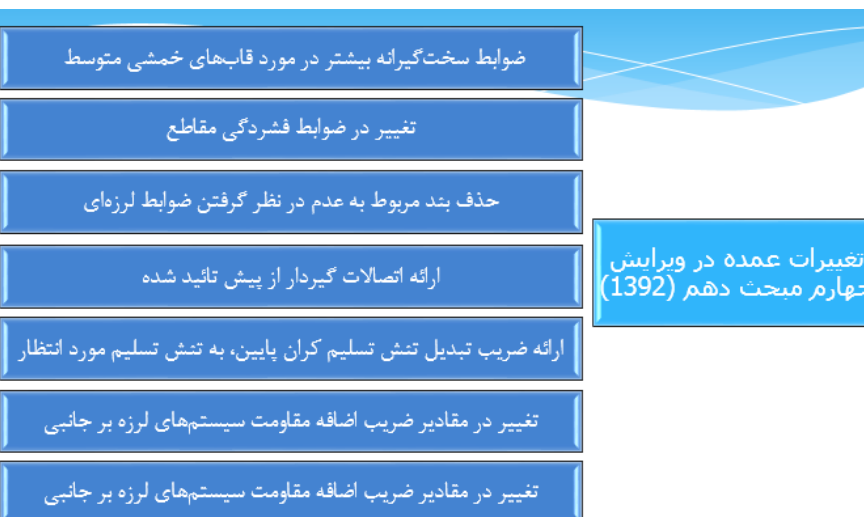 ضوابط سخت‌گیرانه بیشتر در مورد قاب‌های خمشی متوسط
تغییر در ضوابط فشردگی مقاطع
حذف بند مربوط به عدم در نظر گرفتن ضوابط لرزه‌ای
تغییرات عمده در ویرایش
چهارم مبحث دهم (1392)
ارائه اتصالات گیردار از پیش تائید شده
ارائه ضریب تبدیل تنش تسلیم کران پایین، به تنش تسلیم مورد انتظار
تغییر در مقادیر ضریب اضافه مقاومت سیستم‌های لرزه بر جانبی
تغییر در مقادیر ضریب اضافه مقاومت سیستم‌های لرزه بر جانبی